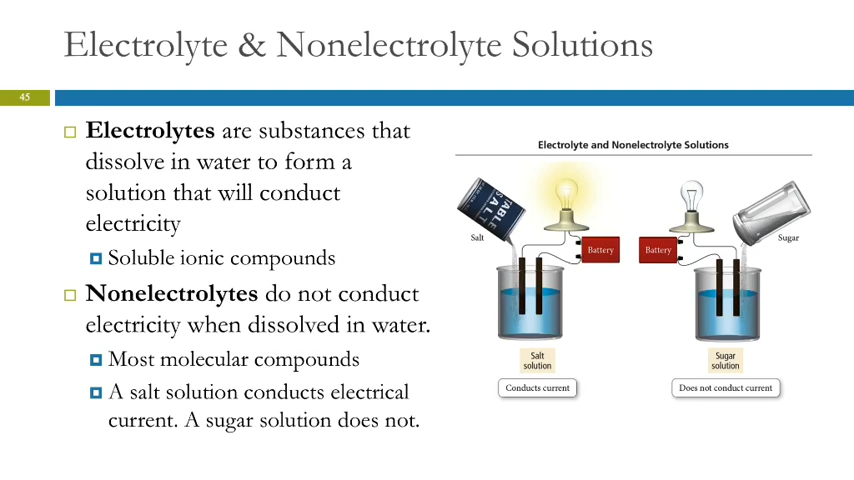 Electrolyte & Nonelectrolyte Solutions
45
Electrolytes are substances that
dissolve in water to form a
solution that will conduct
electricity
Soluble ionic compounds
Nonelectrolytes do not conduct
electricity when dissolved in water.
Most molecular compounds
A salt solution conducts electrical
current. A sugar solution does not.
Electrolyte and Nonelectrolyte Solutions
TABLE
SALT
Salt
Battery
Battery
Sugar
Salt
solution
Sugar
solution
Conducts current
Does not conduct current